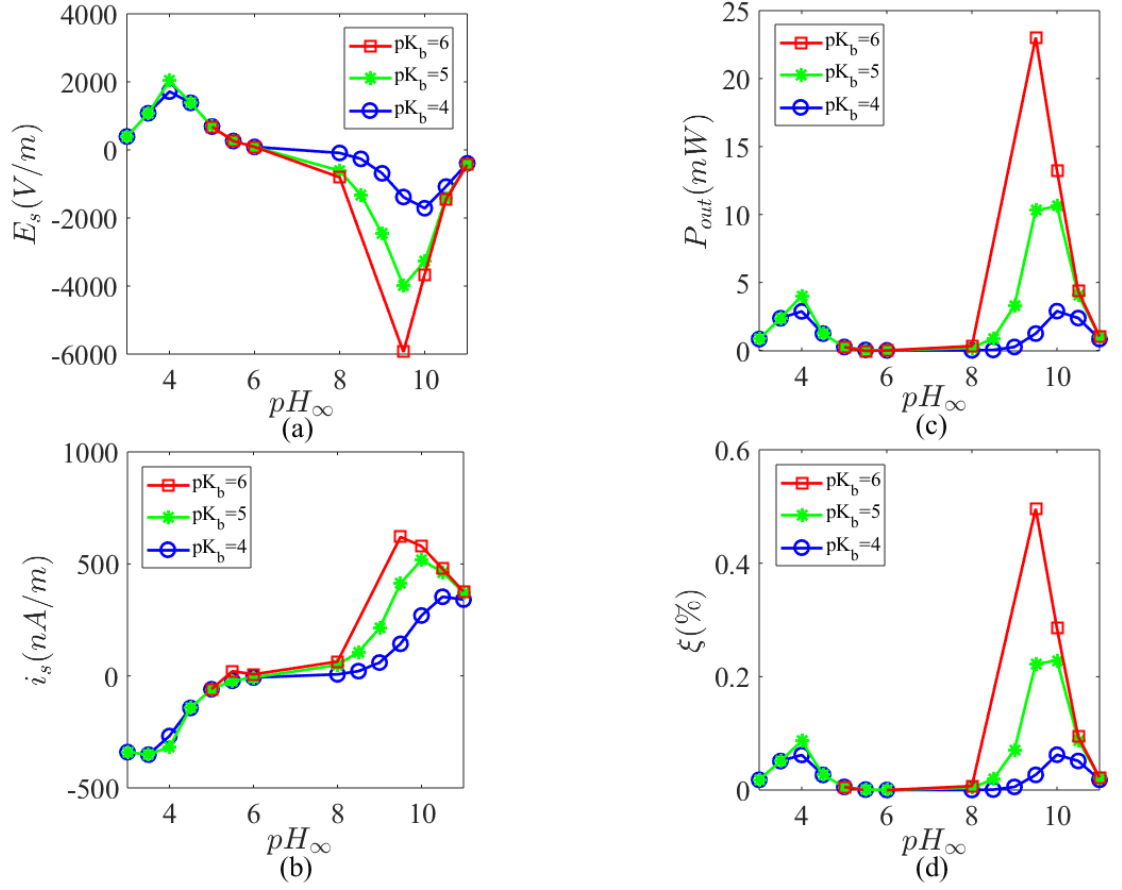 4000
2000
0
-2000
-4000
-6000
E_s(V/m)
pK_b=6
pK_b=5
pK_b=4
4 6 8 10
pH_∞
(a)
25
20
15
10
5
0
P_out(mW)
pK_b=6
pK_b=5
pK_b=4
4 6 8 10
pH_∞
(c)
1000
500
0
-500
i_s(nA/m)
pK_b=6
pK_b=5
pK_b=4
4 6 8 10
pH_∞
(b)
0.6
0.4
0.2
0
ξ(%)
pK_b=6
pK_b=5
pK_b=4
4 6 8 10
pH_∞
(d)